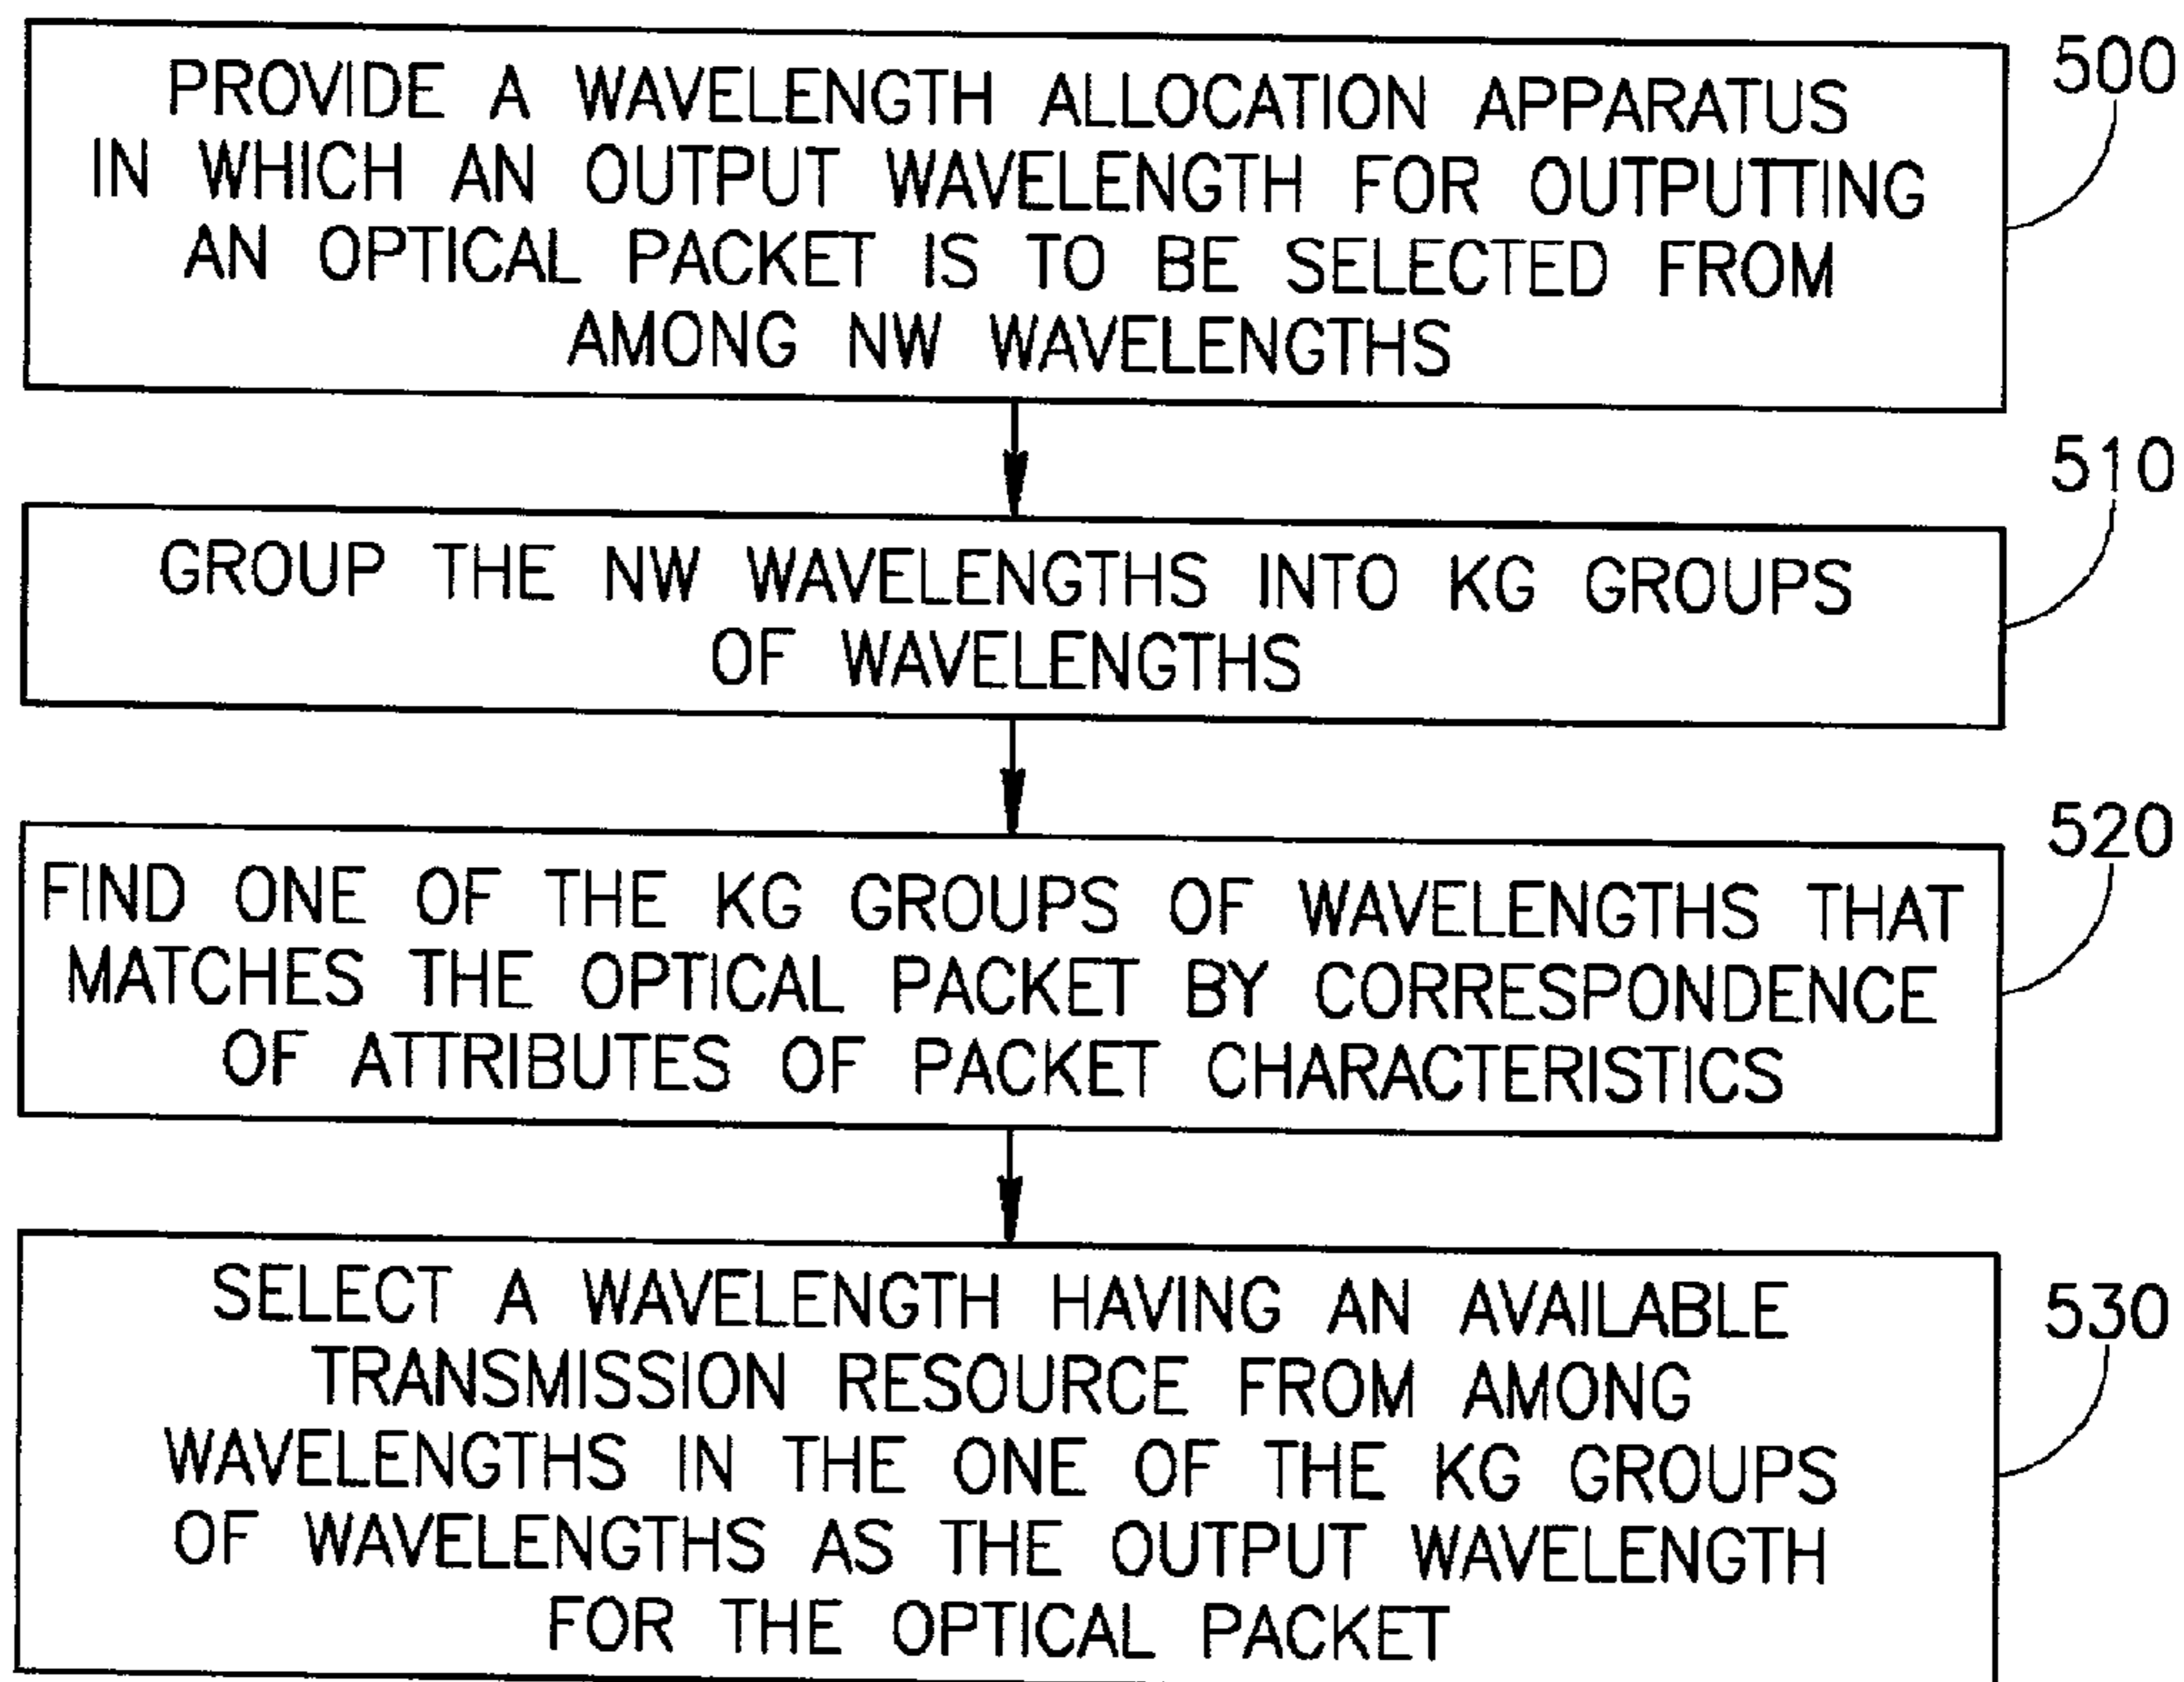 PROVIDE A WAVELENGTH ALLOCATION APPARATUS
IN WHICH AN OUTPUT WAVELENGTH FOR OUTPUTTING
AN OPTICAL PACKET IS TO BE SELECTED FROM
AMONG NW WAVELENGTHS
500
GROUP THE NW WAVELENGTHS INTO KG GROUPS
OF WAVELENGTHS
510
FIND ONE OF THE KG GROUPS OF WAVELENGTHS THAT
MATCHES THE OPTICAL PACKET BY CORRESPONDENCE
OF ATTRIBUTES OF PACKET CHARACTERISTICS
520
SELECT A WAVELENGTH HAVING AN AVAILABLE
TRANSMISSION RESOURCE FROM AMONG
WAVELENGTHS IN THE ONE OF THE KG GROUPS
OF WAVELENGTHS AS THE OUTPUT WAVELENGTH
FOR THE OPTICAL PACKET
530